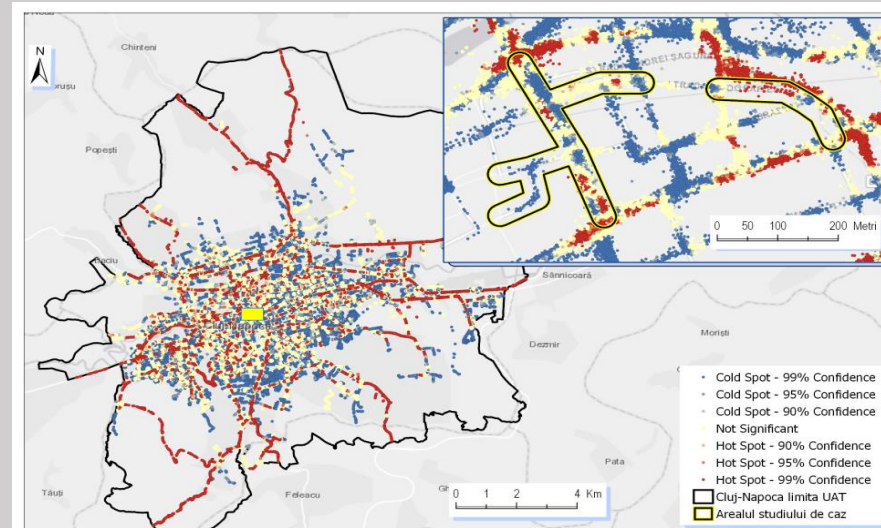 N
Chinteni
Popești
Baciu
Cluj-Napoca
Sânnicoară
Dezmir
Moriști
Pata
Feleacu
Tăuți
0 1 2 4 Km
0 50 100 200 Metri
Cold Spot - 99% Confidence
Cold Spot - 95% Confidence
Cold Spot - 90% Confidence
Not Significant
Hot Spot - 90% Confidence
Hot Spot - 95% Confidence
Hot Spot - 99% Confidence
Cluj-Napoca limita UAT
Arealul studiului de caz